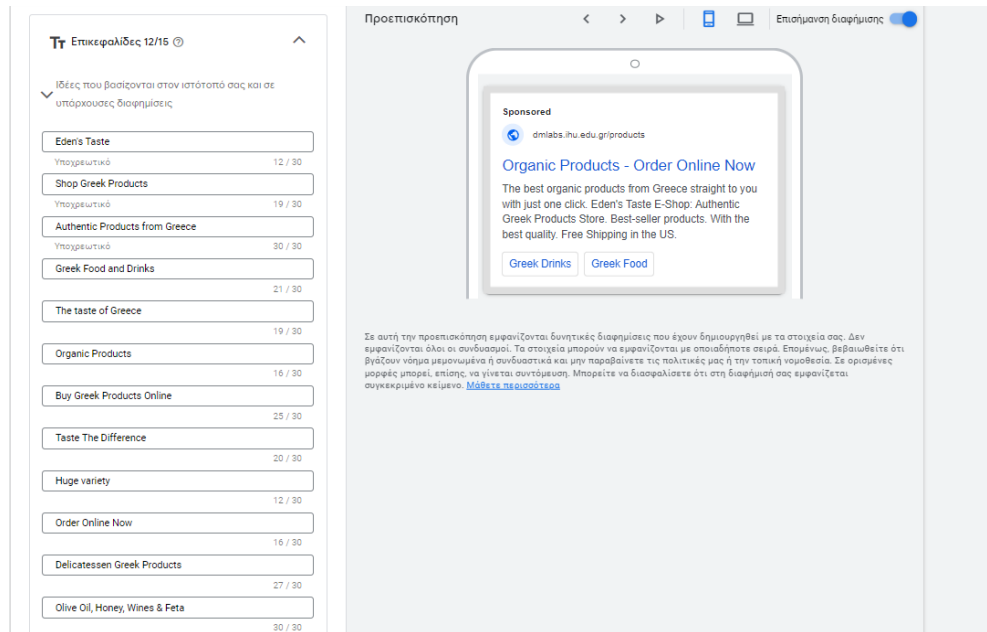 Επικεφαλίδες 12/15
Ιδέες που βασίζονται στον ιστότοπό σας και σε
υπάρχουσες διαφημίσεις
Eden's Taste
Υποχρεωτικό 12 / 30
Shop Greek Products
Υποχρεωτικό 19 / 30
Authentic Products from Greece
Υποχρεωτικό 30 / 30
Greek Food and Drinks
21 / 30
The taste of Greece
19 / 30
Organic Products
16 / 30
Buy Greek Products Online
25 / 30
Taste The Difference
20 / 30
Huge variety
12 / 30
Order Online Now
16 / 30
Delicatessen Greek Products
27 / 30
Olive Oil, Honey, Wines & Feta
30 / 30
Προεπισκόπηση
Επισήμανση διαφήμισης
Sponsored
dmlabs.ihu.edu.gr/products
Organic Products - Order Online Now
The best organic products from Greece straight to you
with just one click. Eden's Taste E-Shop: Authentic
Greek Products Store. Best-seller products. With the
best quality. Free Shipping in the US.
Greek Drinks
Greek Food
Σε αυτή την προεπισκόπηση εμφανίζονται δυνητικές διαφημίσεις που έχουν δημιουργηθεί με τα στοιχεία σας. Δεν
εμφανίζονται όλοι οι συνδυασμοί. Τα στοιχεία μπορούν να εμφανίζονται με οποιαδήποτε σειρά. Επομένως, βεβαιωθείτε ότι
βγάζουν νόημα μεμονωμένα ή συνδυαστικά και μην παραβαίνετε τις πολιτικές μας ή την τοπική νομοθεσία. Σε ορισμένες
μορφές μπορεί, επίσης, να γίνεται συντόμευση. Μπορείτε να διασφαλίσετε ότι στη διαφήμισή σας εμφανίζεται
συγκεκριμένο κείμενο. Μάθετε περισσότερα